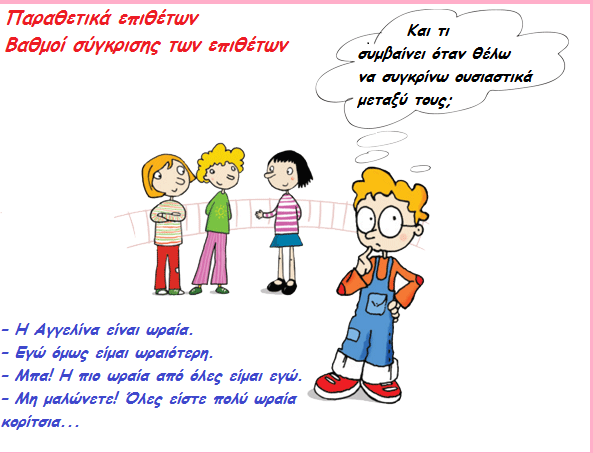 Παραθετικά επιθέτων
Βαθμοί σύγκρισης των επιθέτων
Και τι
συμβαίνει όταν θέλω
να συγκρίνω ουσιαστικά
μεταξύ τους;
- Η Αγγελίνα είναι ωραία.
- Εγώ όμως είμαι ωραιότερη.
- Μπα! Η πιο ωραία από όλες είμαι εγώ.
- Μη μαλώνετε! Όλες είστε πολύ ωραία
κορίτσια...